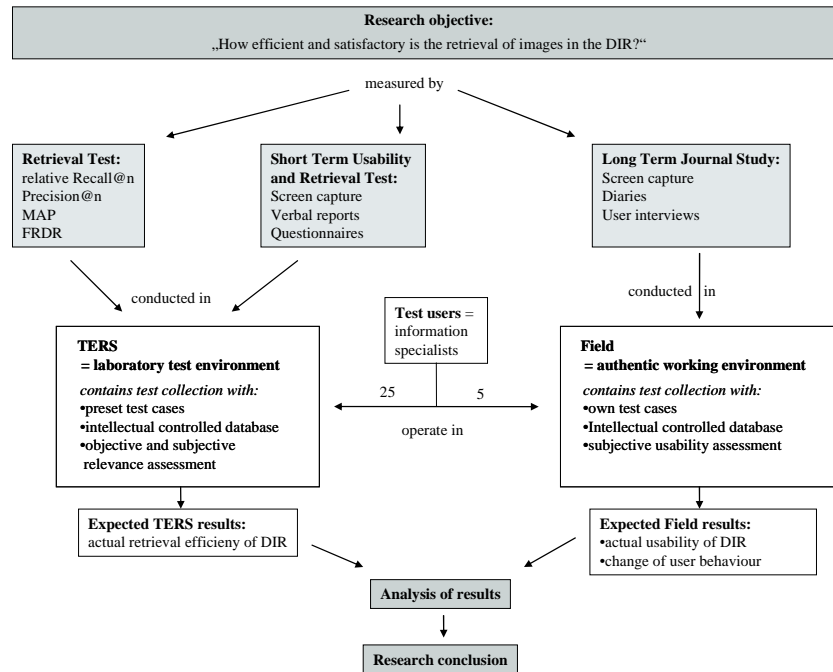 Research objective:
„How efficient and satisfactory is the retrieval of images in the DIR?“
measured by
Retrieval Test:
relative Recall@n
Precision@n
MAP
FRDR
Short Term Usability
and Retrieval Test:
Screen capture
Verbal reports
Questionnaires
Long Term Journal Study:
Screen capture
Diaries
User interviews
conducted in
conducted in
Test users =
information
specialists
25
5
operate in
TERS
= laboratory test environment
contains test collection with:
•preset test cases
•intellectual controlled database
•objective and subjective
relevance assessment
Field
= authentic working environment
contains test collection with:
•own test cases
•Intellectual controlled database
•subjective usability assessment
Expected TERS results:
actual retrieval efficieny of DIR
Expected Field results:
•actual usability of DIR
•change of user behaviour
Analysis of results
Research conclusion